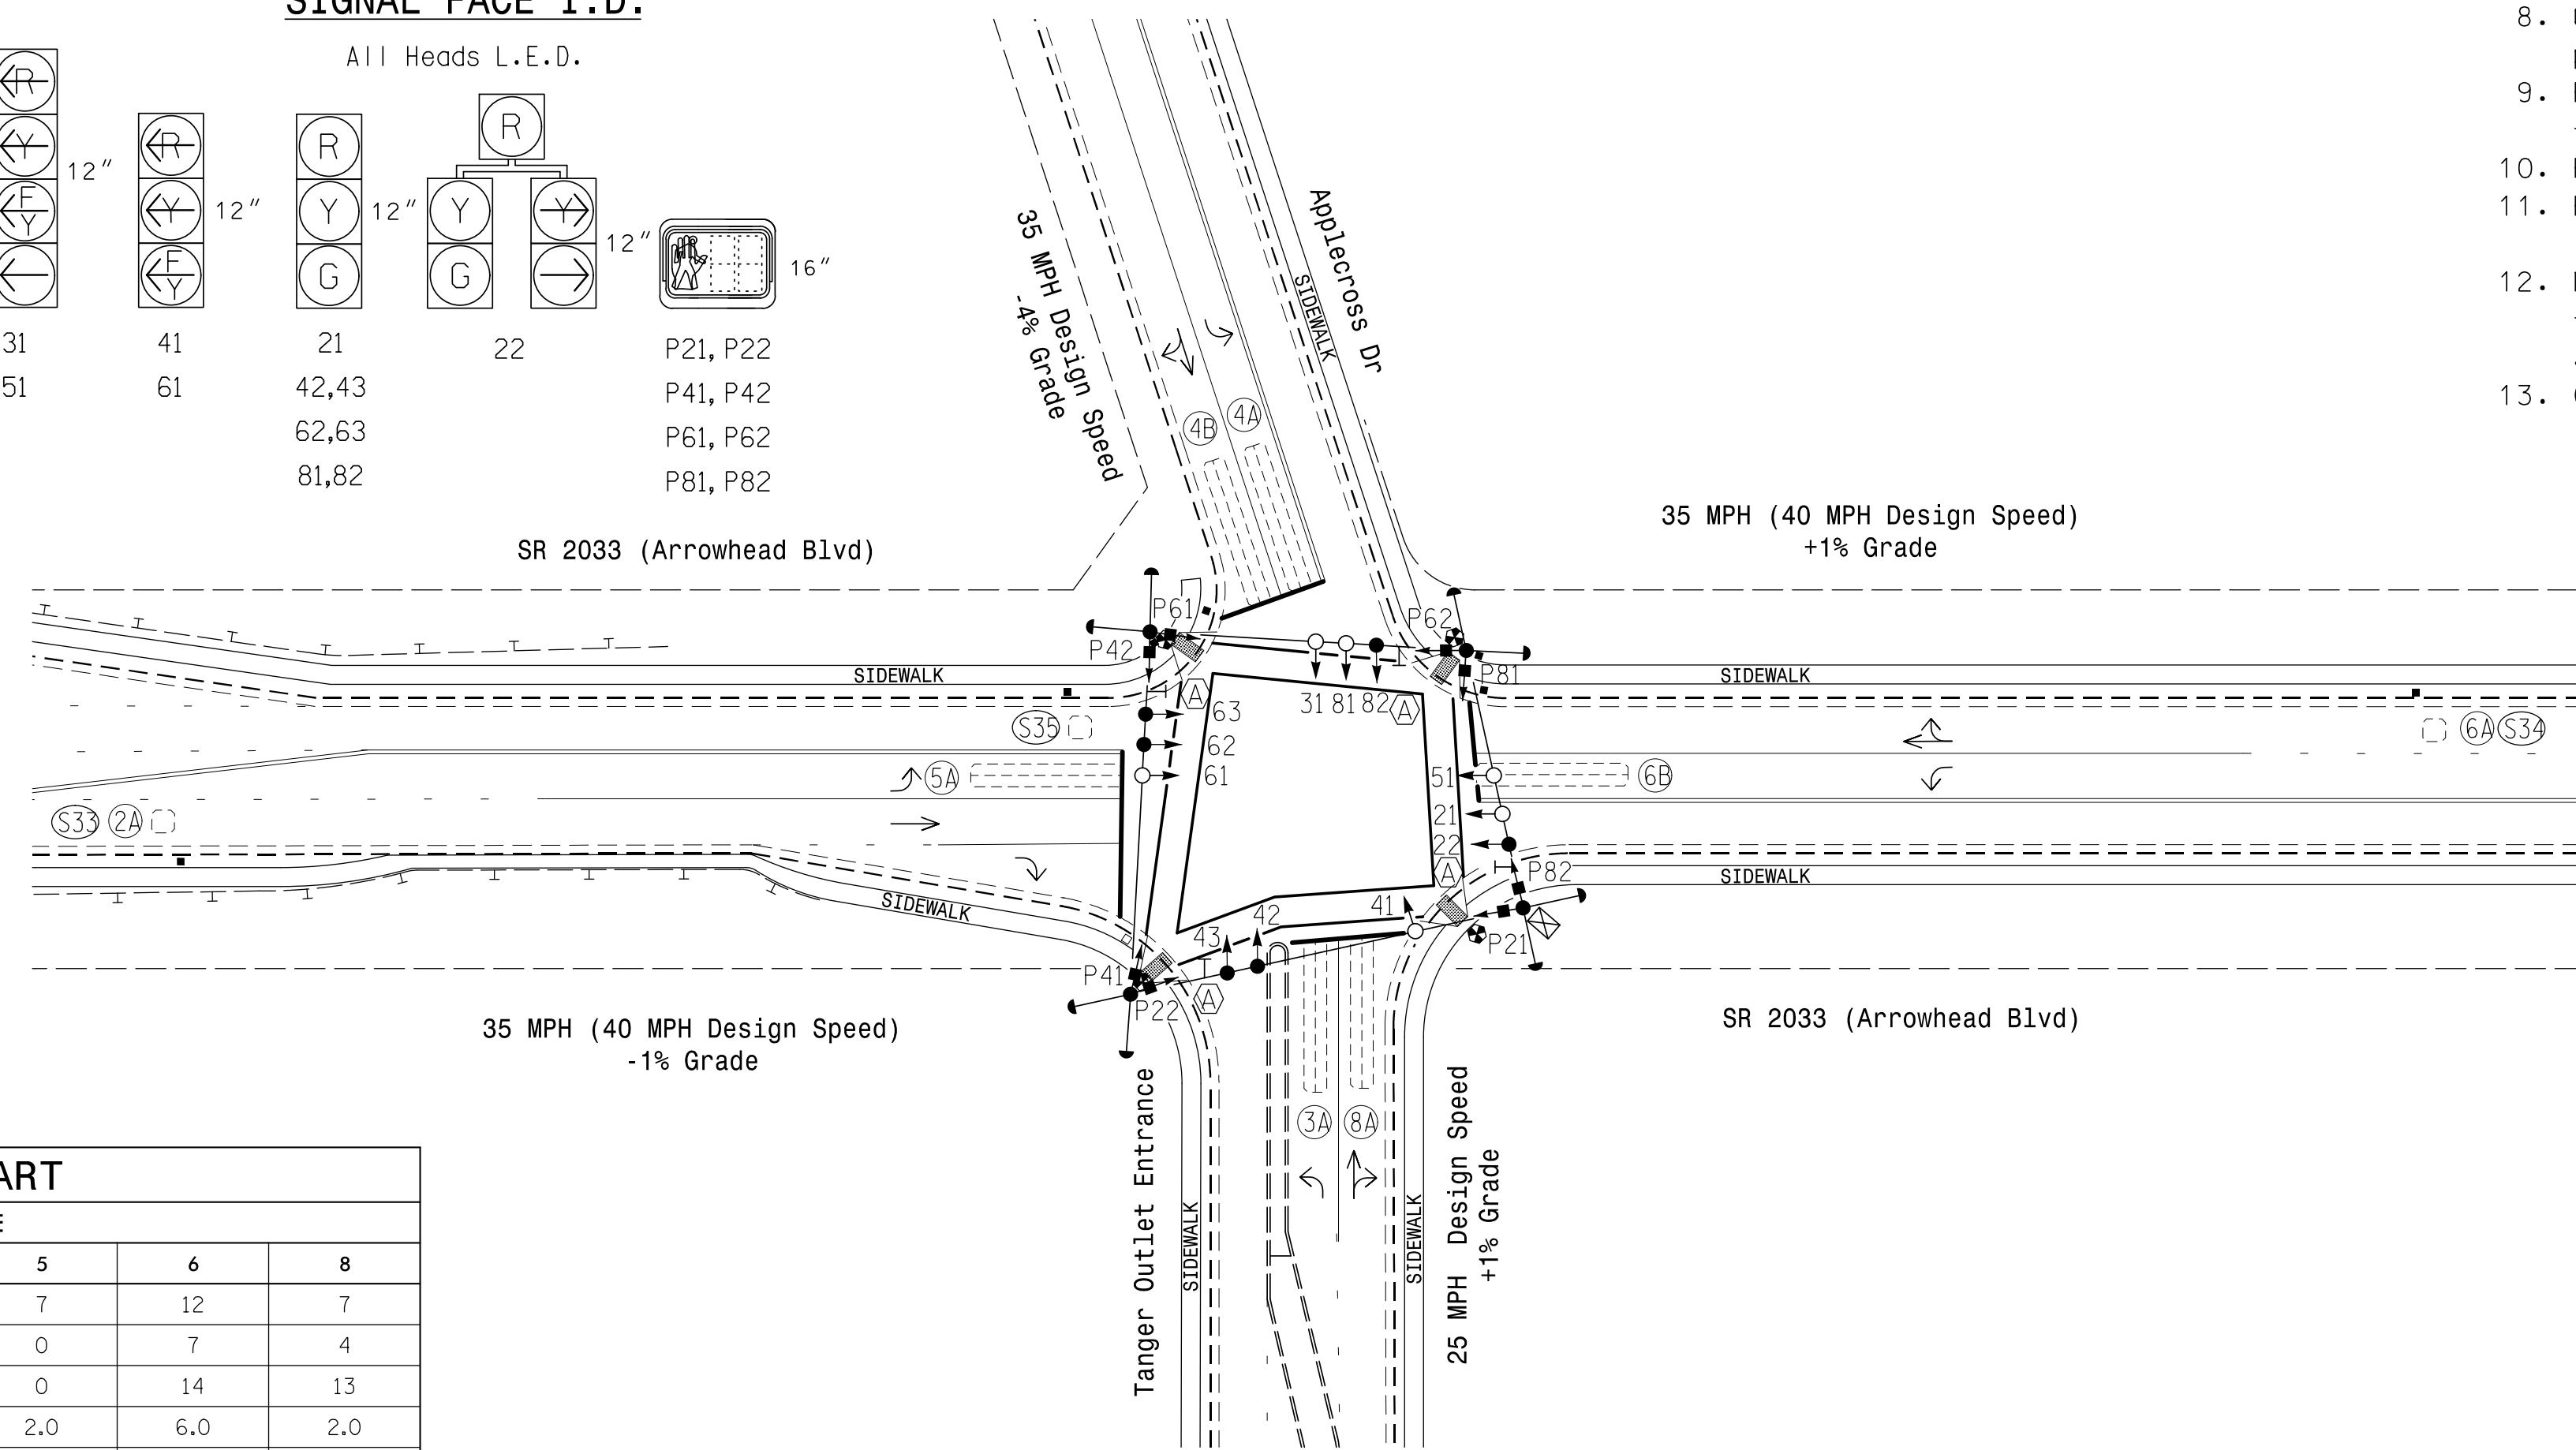 SIGNAL FACE I.D.
All Heads L.E.D.
R
Y
F
Y
12"
R
Y
F
Y
12"
R
Y
G
12"
R
Y
Y
G
12"
16"
31
51
41
61
21
42,43
62,63
81,82
22
P21, P22
P41, P42
P61, P62
P81, P82
8.
9.
10.
11.
12.
13.
35 MPH Design Speed
-4% Grade
Applecross Dr
SIDEWALK
4B
4A
SR 2033 (Arrowhead Blvd)
35 MPH (40 MPH Design Speed)
+1% Grade
P61
P62
P42
P81
SIDEWALK
SIDEWALK
A
A
31
81
82
63
62
61
S35
6A
S34
5A
51
6B
21
22
S33
2A
A
P82
SIDEWALK
SIDEWALK
41
42
43
P21
P41
P22
A
35 MPH (40 MPH Design Speed)
-1% Grade
SR 2033 (Arrowhead Blvd)
3A
8A
Tanger Outlet Entrance
SIDEWALK
SIDEWALK
25 MPH Design Speed
+1% Grade
ART
E
5 6 8
7 12 7
0 7 4
0 14 13
2.0 6.0 2.0